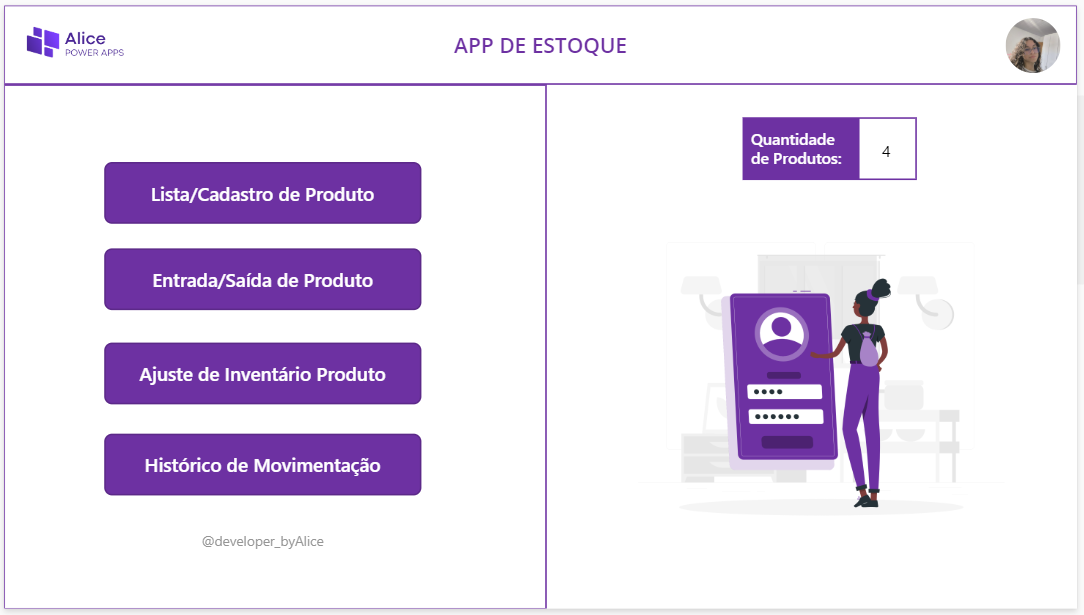 Alice
POWER APPS
APP DE ESTOQUE
Lista/Cadastro de Produto
Entrada/Saída de Produto
Ajuste de Inventário Produto
Histórico de Movimentação
@developer_byAlice
Quantidade
de Produtos:
4